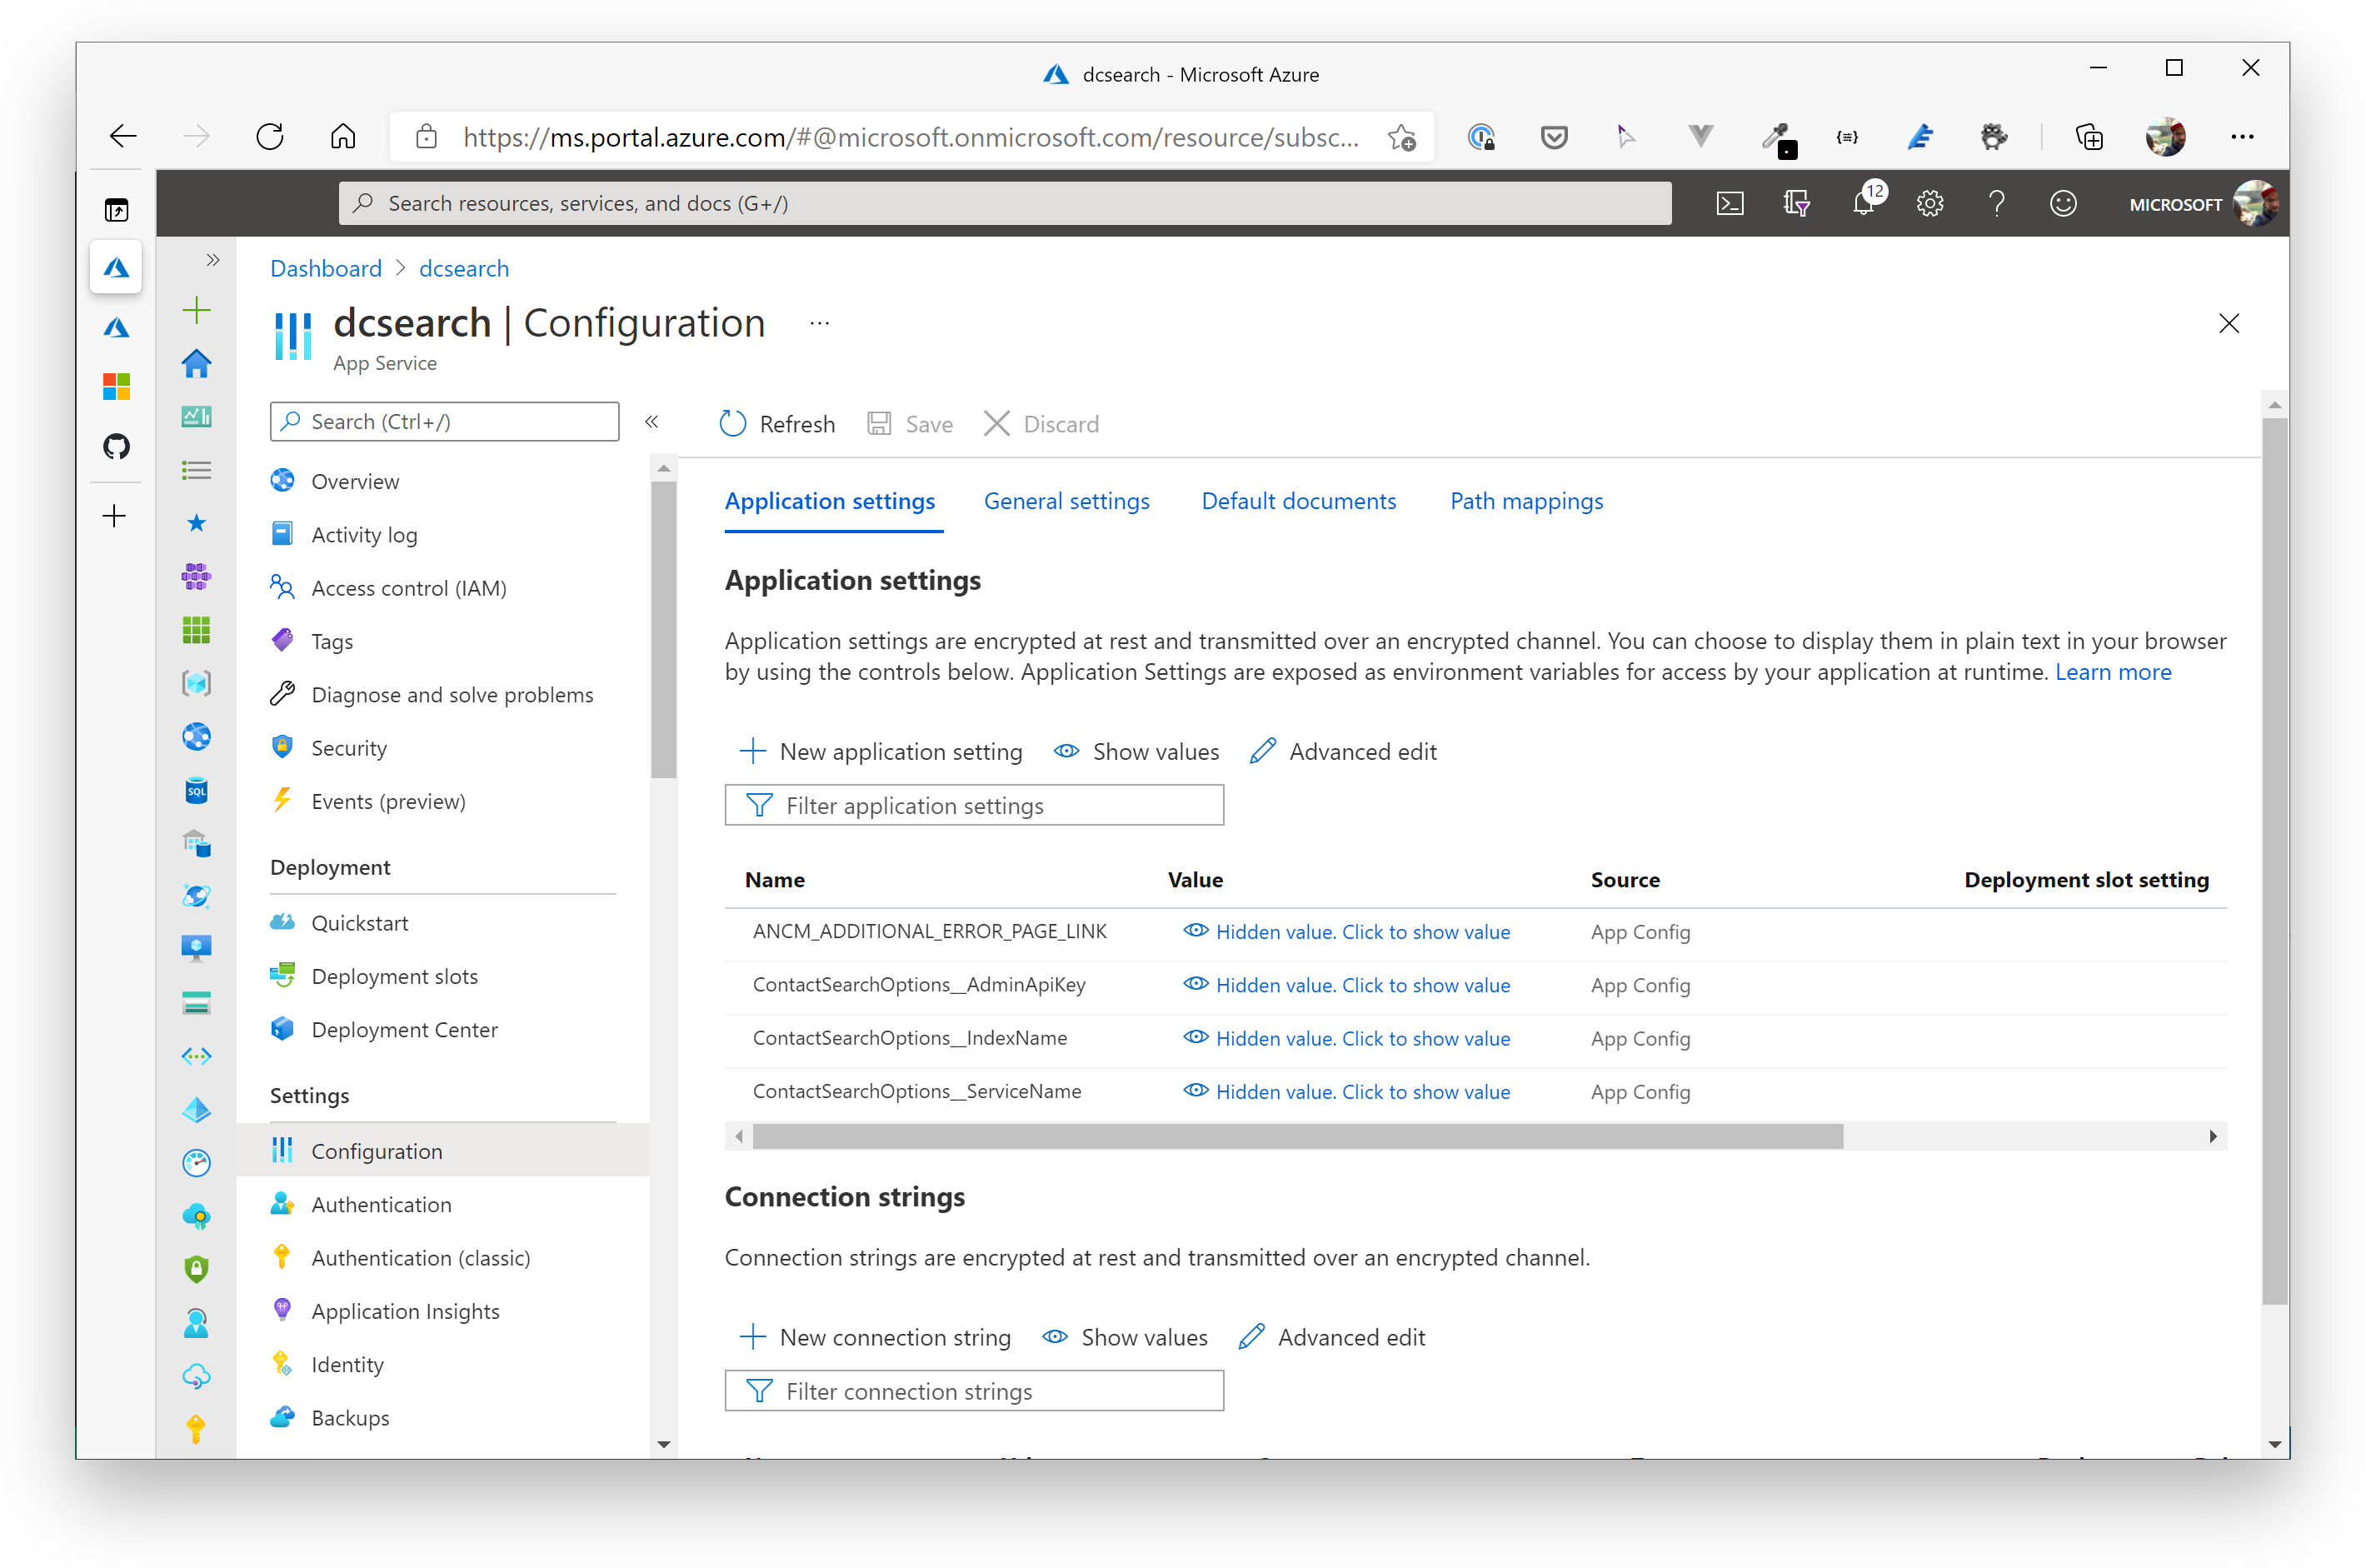 dcsearch - Microsoft Azure
https://ms.portal.azure.com/#@microsoft.onmicrosoft.com/resource/subsc...
Search resources, services, and docs (G+/)
12
MICROSOFT
Dashboard > dcsearch
dcsearch | Configuration ...
App Service
Search (Ctrl+/)
Refresh Save Discard
Overview
Activity log
Access control (IAM)
Tags
Diagnose and solve problems
Security
Events (preview)
Deployment
Quickstart
Deployment slots
Deployment Center
Settings
Configuration
Authentication
Authentication (classic)
Application Insights
Identity
Backups
SQL
Application settings General settings Default documents Path mappings
Application settings
Application settings are encrypted at rest and transmitted over an encrypted channel. You can choose to display them in plain text in your browser
by using the controls below. Application Settings are exposed as environment variables for access by your application at runtime. Learn more
New application setting Show values Advanced edit
Filter application settings
Name Value Source Deployment slot setting
ANCM_ADDITIONAL_ERROR_PAGE_LINK Hidden value. Click to show value App Config
ContactSearchOptions__AdminApiKey Hidden value. Click to show value App Config
ContactSearchOptions__IndexName Hidden value. Click to show value App Config
ContactSearchOptions__ServiceName Hidden value. Click to show value App Config
Connection strings
Connection strings are encrypted at rest and transmitted over an encrypted channel.
New connection string Show values Advanced edit
Filter connection strings